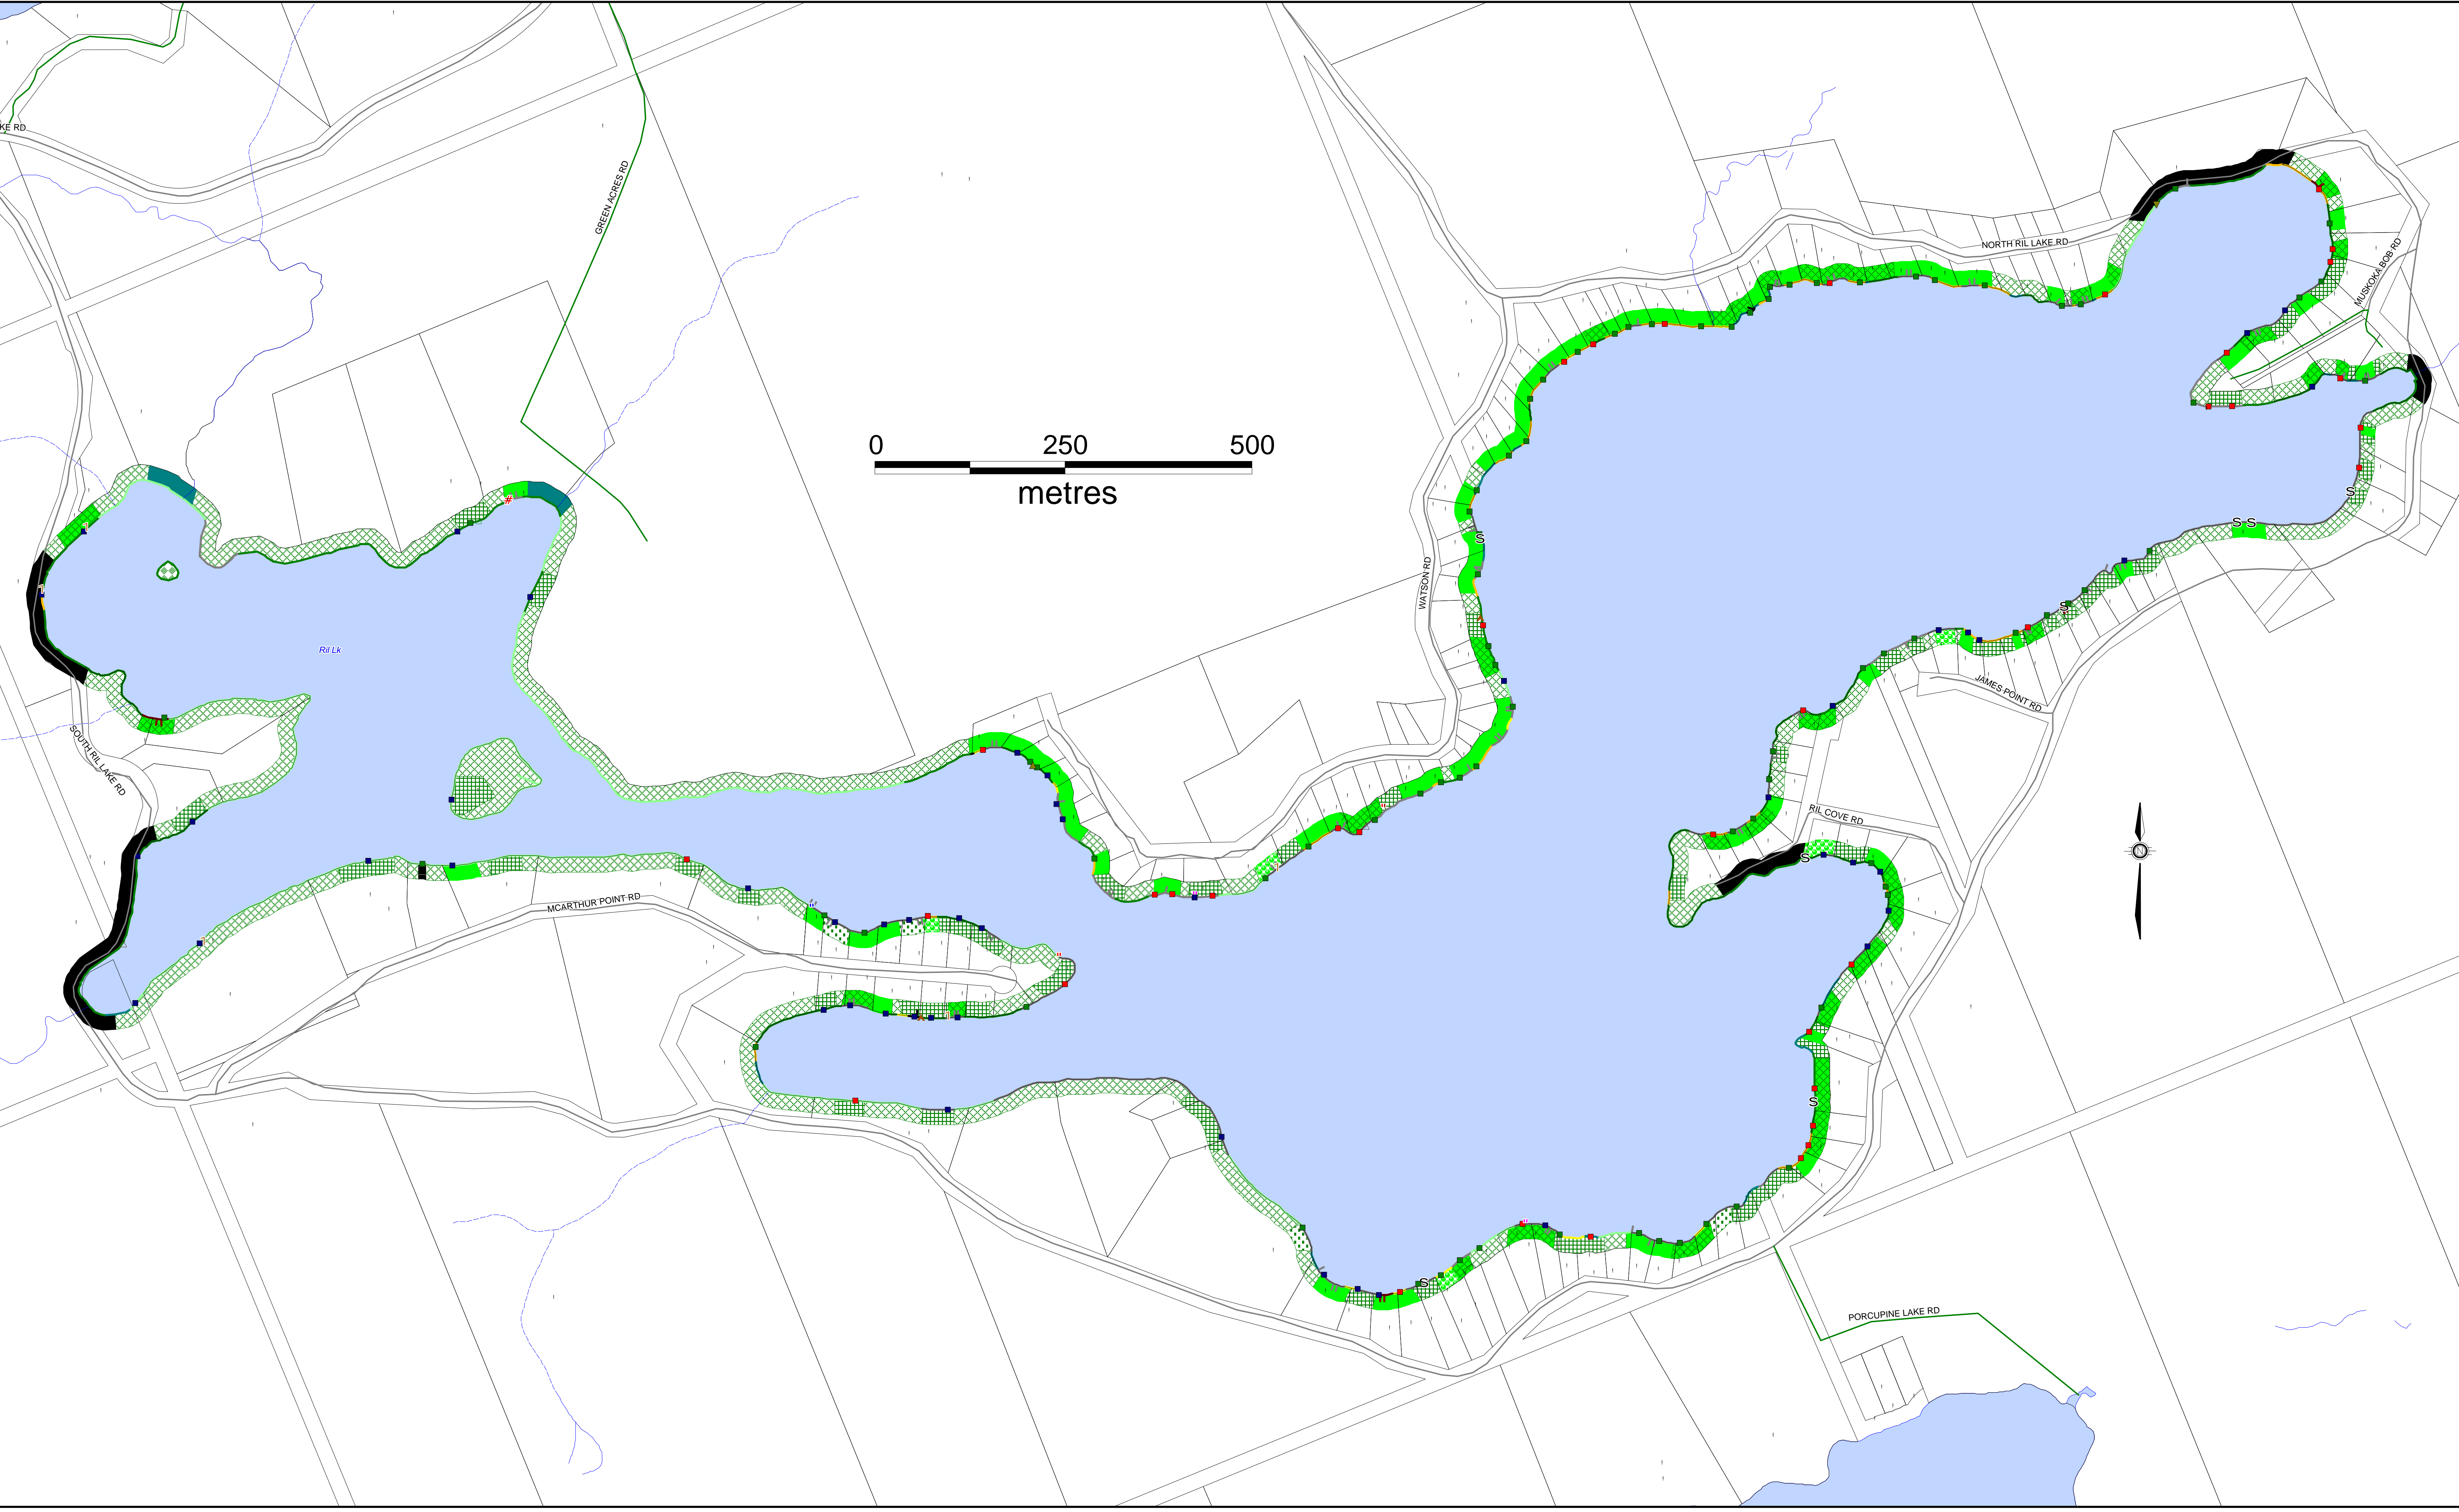 KE RD
GREEN ACRES RD
NORTH RIL LAKE RD
MUSKOKA BOB RD
0 250 500
metres
S
S
S S
WATSON RD
S
Ril Lk
JAMES POINT RD
SOUTH RIL LAKE RD
RIL COVE RD
S
N
MCARTHUR POINT RD
S
S
PORCUPINE LAKE RD